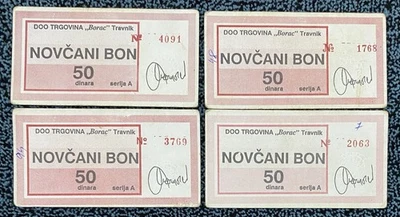 DOO TRGOVINA „Borac" Travnik
№ 4091
NOVČANI BON
50
dinara serija A
DOO TRGOVINA „Borac" Travnik
№ 1768
NOVČANI BON
50
dinara serija A
DOO TRGOVINA „Borac" Travnik
№ 3769
NOVČANI BON
50
dinara serija A
DOO TRGOVINA „Borac" Travnik
№ 2063
NOVČANI BON
50
dinara serija A